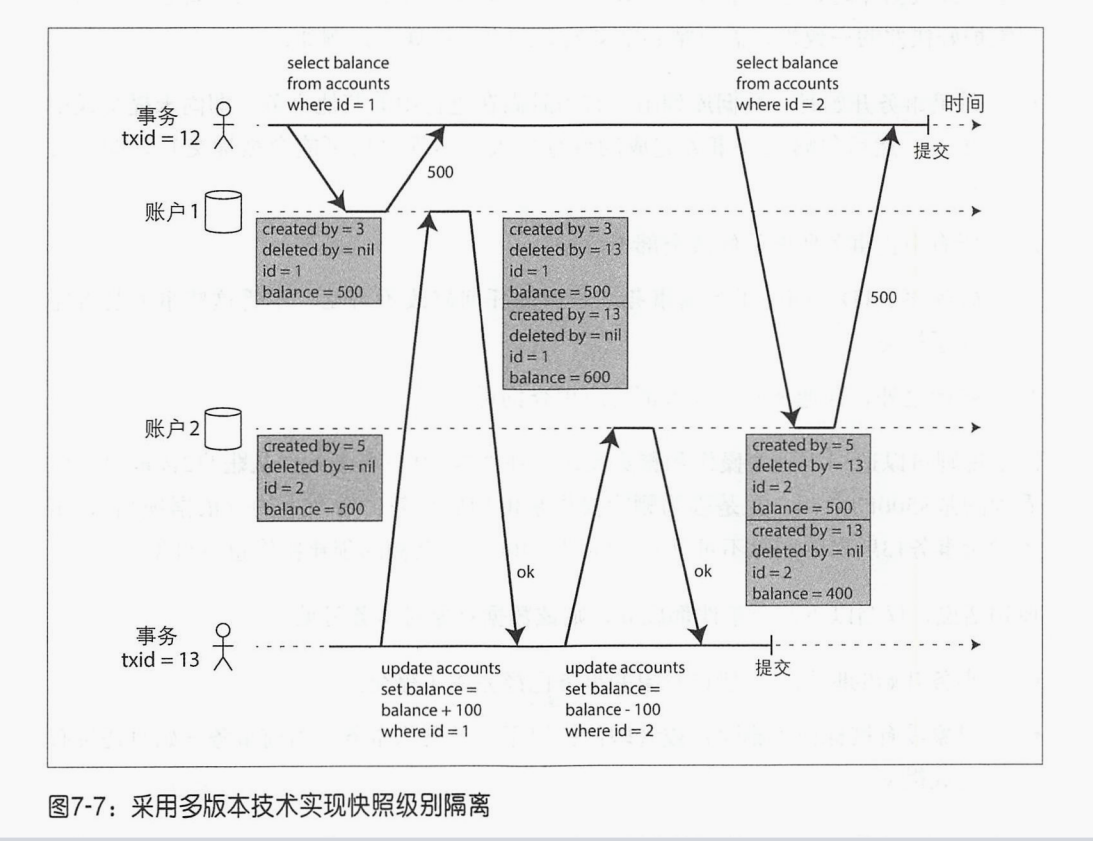 select balance
from accounts
where id = 1
select balance
from accounts
where id = 2
时间
事务
txid = 12
提交
500
账户1
created by = 3
deleted by = nil
id = 1
balance = 500
created by = 3
deleted by = 13
id = 1
balance = 500
created by = 13
deleted by = nil
id = 1
balance = 600
500
账户2
created by = 5
deleted by = nil
id = 2
balance = 500
created by = 5
deleted by = 13
id = 2
balance = 500
created by = 13
deleted by = nil
id = 2
balance = 400
ok
ok
事务
txid = 13
提交
update accounts
set balance =
balance + 100
where id = 1
update accounts
set balance =
balance - 100
where id = 2
图7-7：采用多版本技术实现快照级别隔离